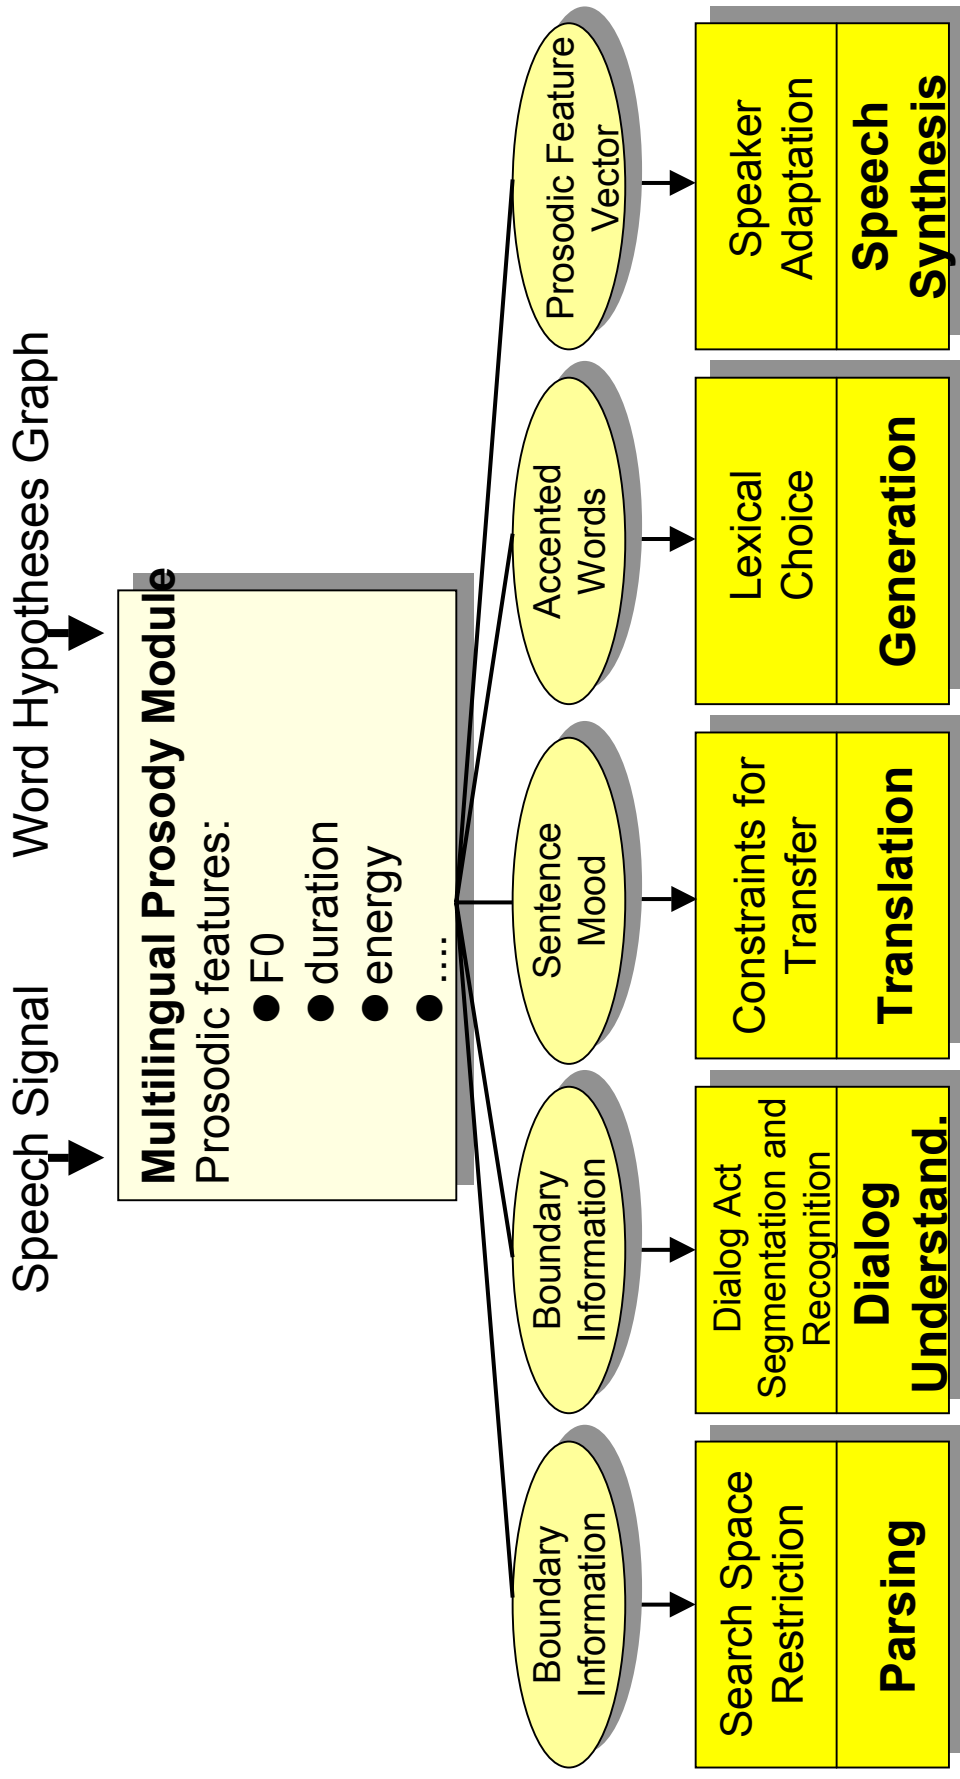 Speech Signal
Word Hypotheses Graph
Multilingual Prosody Module
Prosodic features:
● F0
● duration
● energy
● ....
Boundary
Information
Boundary
Information
Sentence
Mood
Accented
Words
Prosodic Feature
Vector
Search Space
Restriction
Parsing
Dialog Act
Segmentation and
Recognition
Dialog
Understand.
Constraints for
Transfer
Translation
Lexical
Choice
Generation
Speaker
Adaptation
Speech
Synthesis